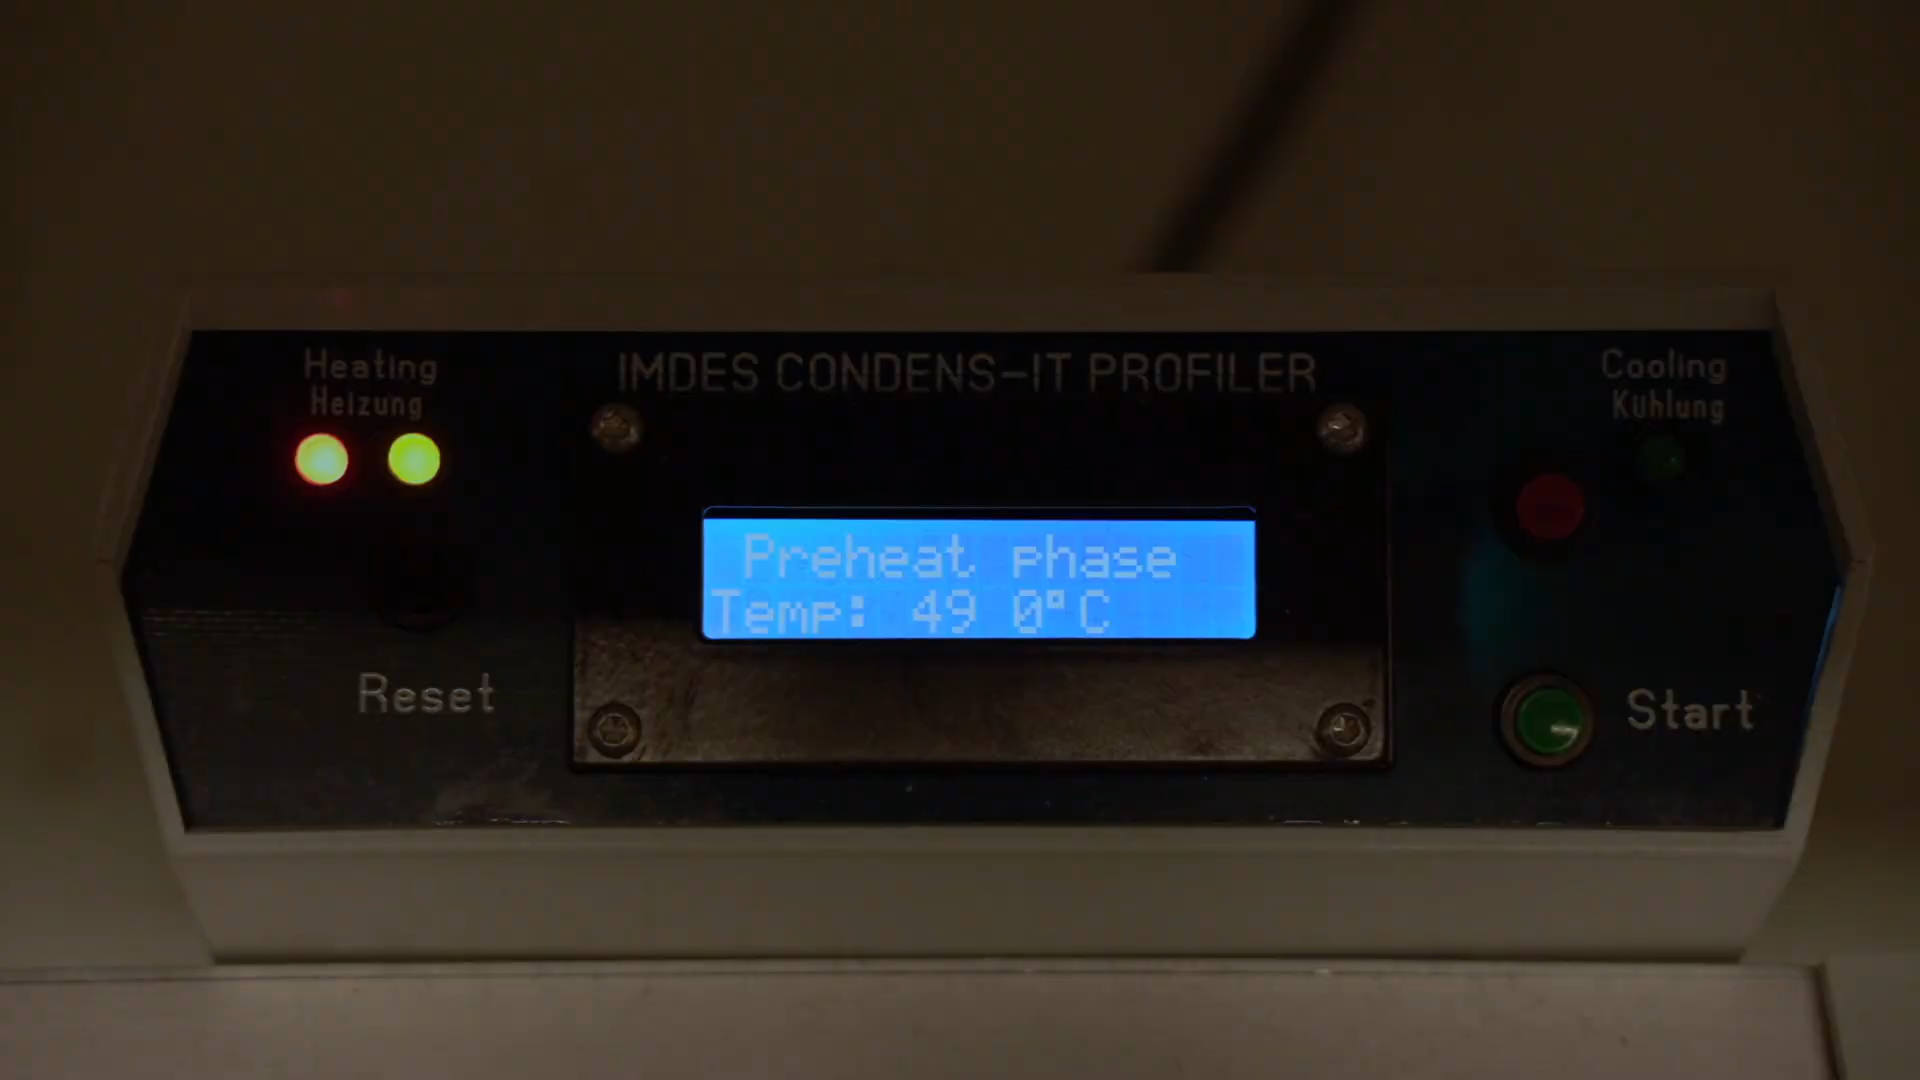 Heating
Heizung
IMDES CONDENS-IT PROFILER
Cooling
Kühlung
Preheat phase
Temp: 49 0°C
Reset
Start